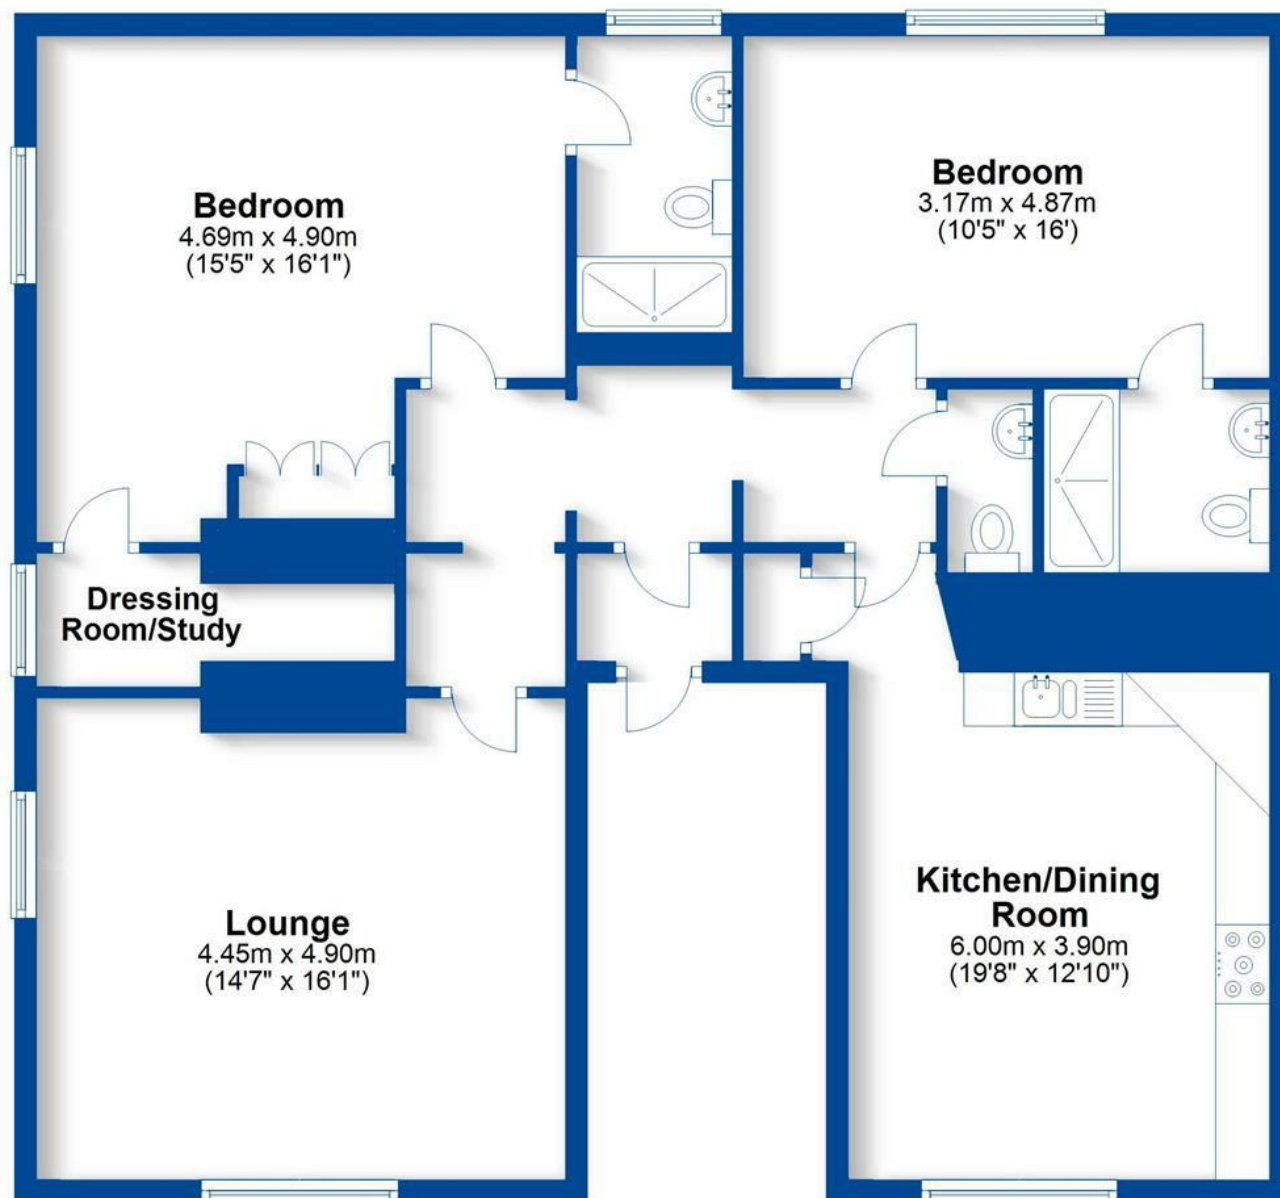 Bedroom
4.69m x 4.90m
(15'5" x 16'1")
Bedroom
3.17m x 4.87m
(10'5" x 16')
Dressing
Room/Study
Lounge
4.45m x 4.90m
(14'7" x 16'1")
Kitchen/Dining
Room
6.00m x 3.90m
(19'8" x 12'10")